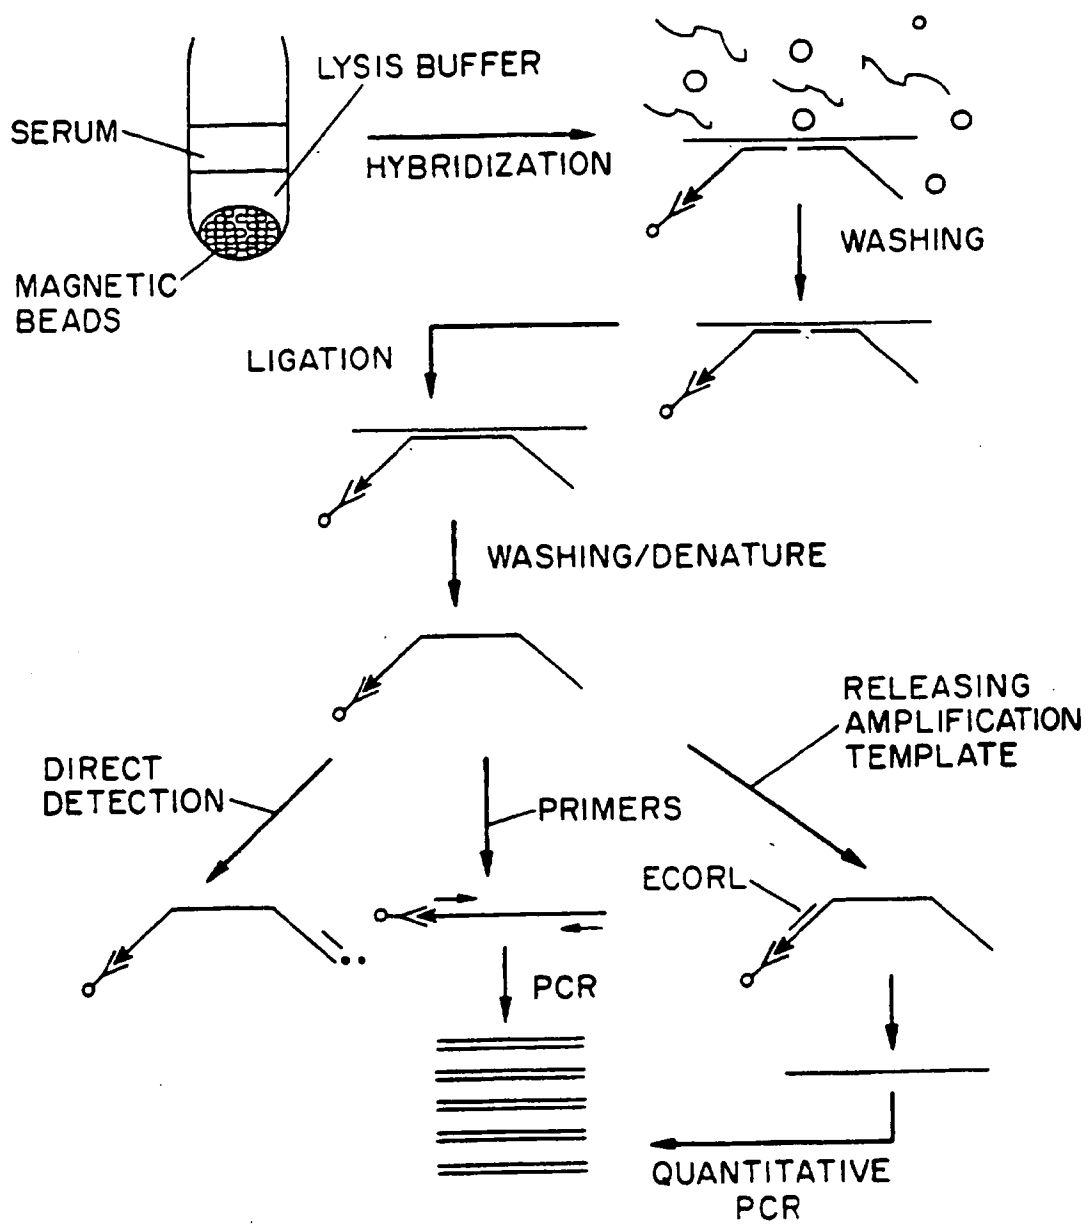 LYSIS BUFFER
SERUM
HYBRIDIZATION
WASHING
MAGNETIC
BEADS
LIGATION
WASHING/DENATURE
RELEASING
AMPLIFICATION
TEMPLATE
DIRECT
DETECTION
PRIMERS
ECORL
PCR
QUANTITATIVE
PCR